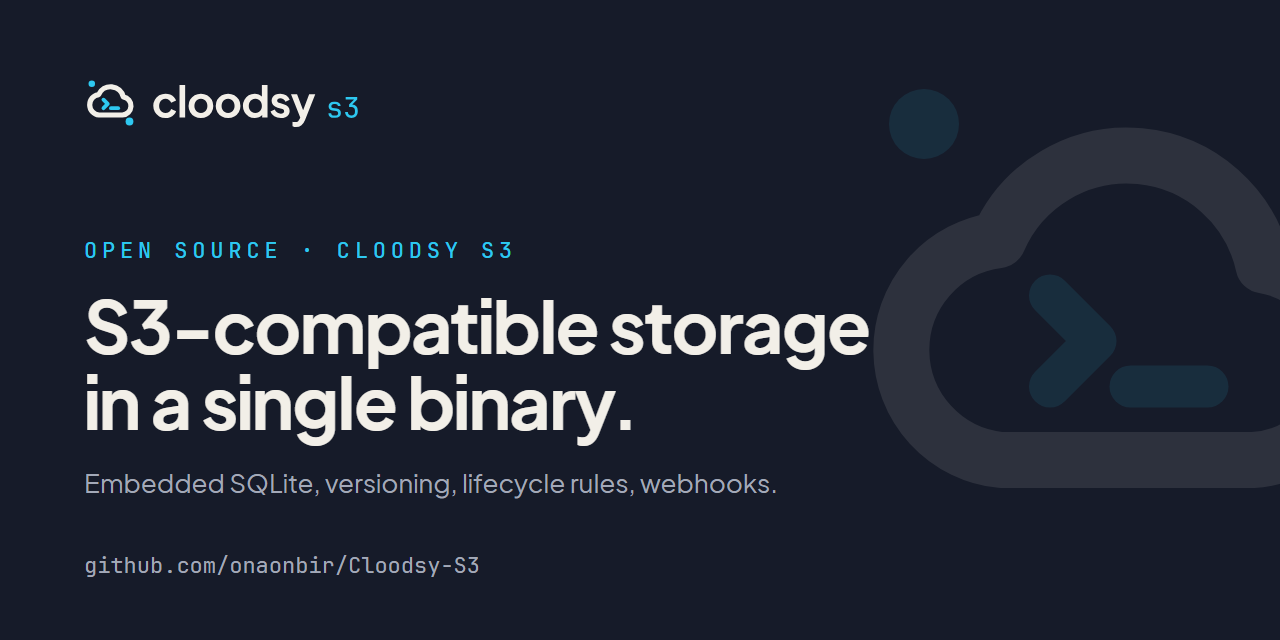 cloodsy s3
OPEN SOURCE · CLOODSY S3
S3-compatible storage
in a single binary.
Embedded SQLite, versioning, lifecycle rules, webhooks.
github.com/onaonbir/Cloodsy-S3